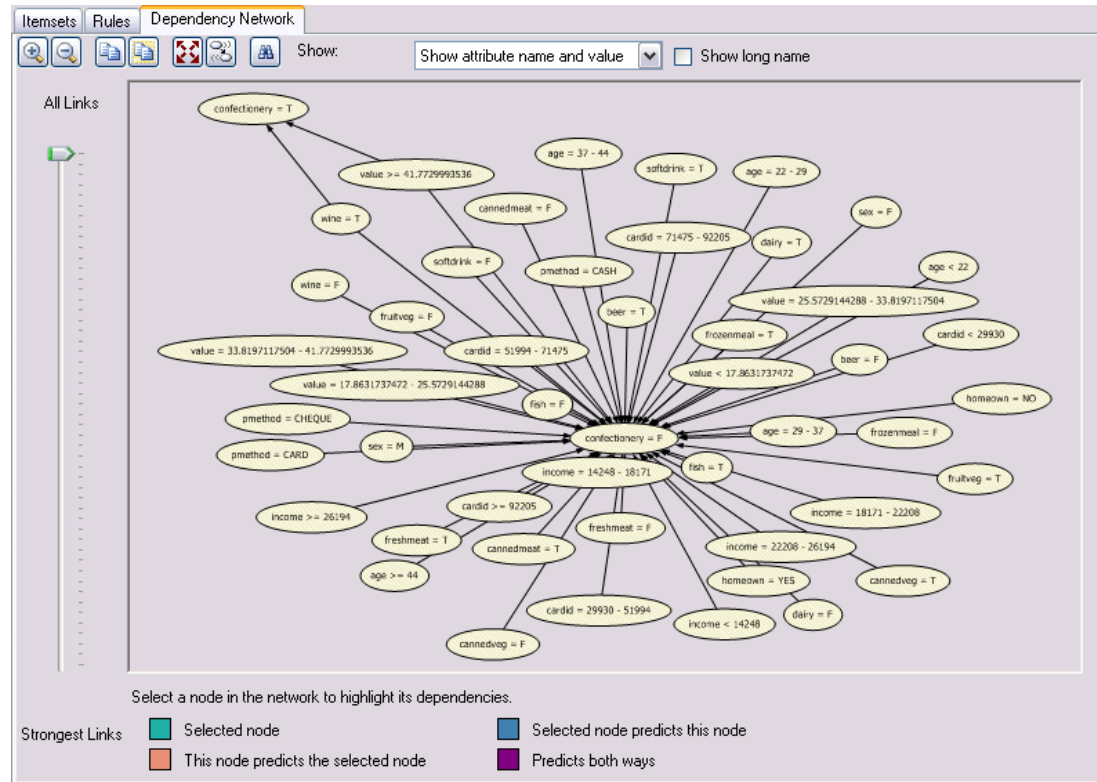 Itemsets Rules Dependency Network
Show: Show attribute name and value Show long name
All Links
confectionery = T
age = 37 - 44
softdrink = T
value >= 41.7729993536
age = 22 - 29
cannedmeat = F
wine = T
sex = F
cardid = 71475 - 92205
dairy = T
softdrink = F
pmethod = CASH
age < 22
wine = F
value = 25.5729144288 - 33.8197117504
beer = T
fruitveg = F
frozenmeal = T
cardid < 29930
value = 33.8197117504 - 41.7729993536
cardid = 51994 - 71475
beer = F
value < 17.8631737472
value = 17.8631737472 - 25.5729144288
homeown = NO
fish = F
pmethod = CHEQUE
age = 29 - 37
frozenmeal = F
confectionery = F
sex = M
pmethod = CARD
fish = T
income = 14248 - 18171
fruitveg = T
cardid >= 92205
income >= 26194
income = 18171 - 22208
freshmeat = F
freshmeat = T
cannedmeat = T
income = 22208 - 26194
age >= 44
homeown = YES
cannedveg = T
cardid = 29930 - 51994
dairy = F
income < 14248
cannedveg = F
Select a node in the network to highlight its dependencies.
Strongest Links
Selected node
Selected node predicts this node
This node predicts the selected node
Predicts both ways